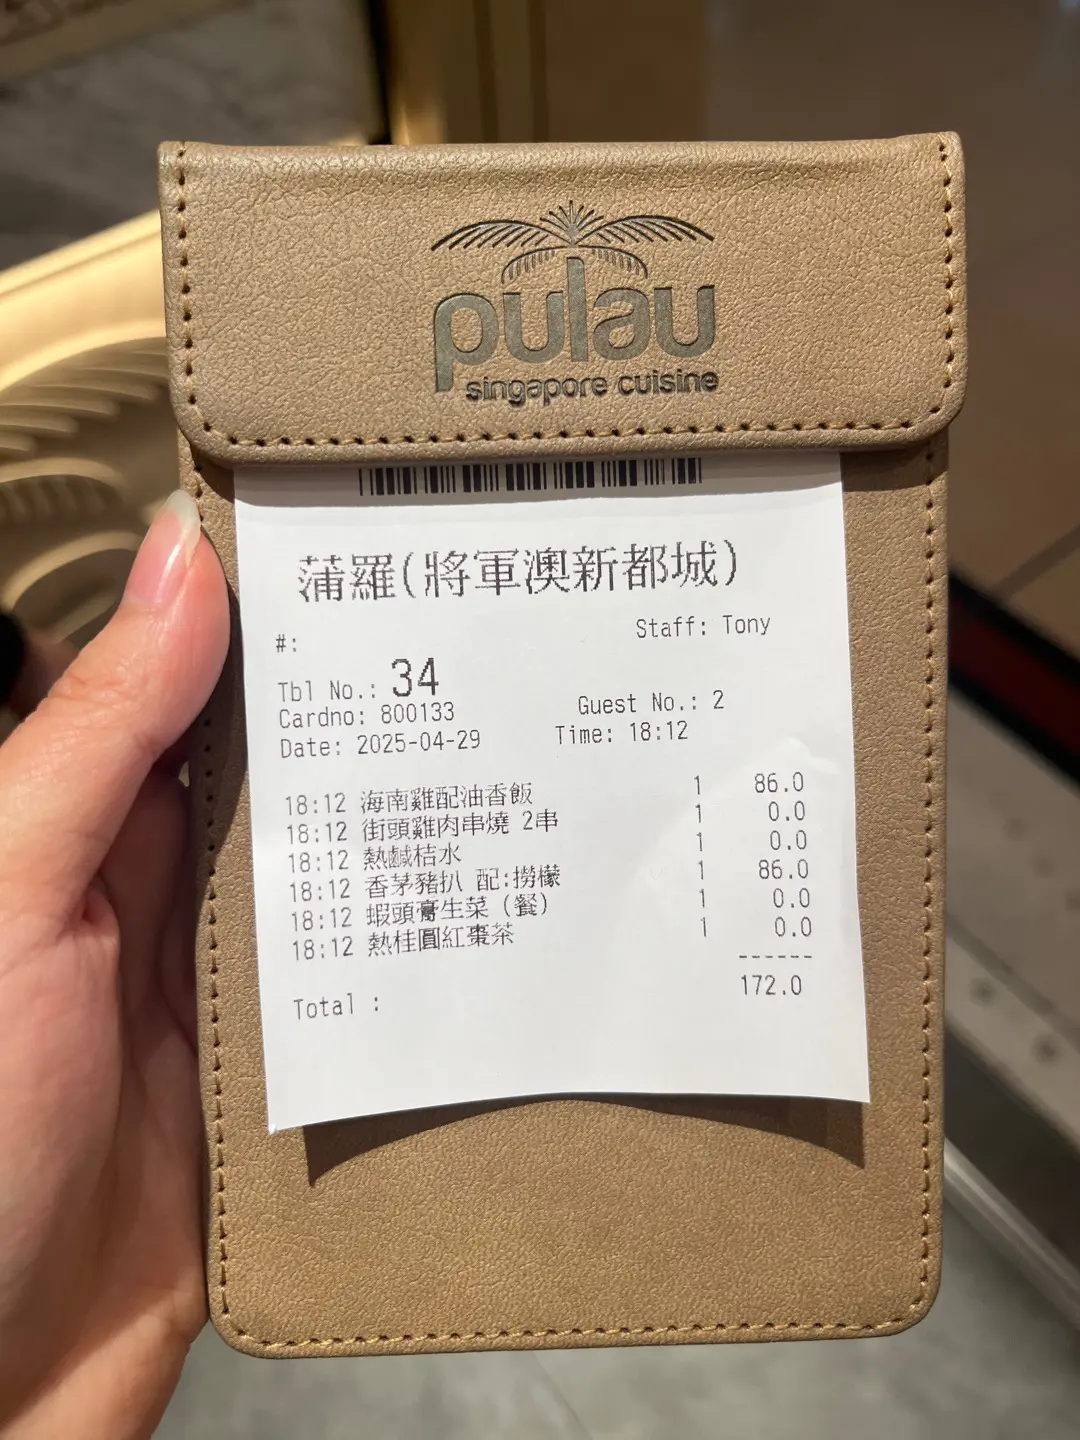 pulau
singapore cuisine
蒲羅(將軍澳新都城)
#: Staff: Tony
Tbl No.: 34
Cardno: 800133 Guest No.: 2
Date: 2025-04-29 Time: 18:12
18:12 海南雞配油香飯 1 86.0
18:12 街頭雞肉串燒 2串 1 0.0
18:12 熱鹹桔水 1 0.0
18:12 香茅豬扒 配:撈檬 1 86.0
18:12 蝦頭膏生菜（餐） 1 0.0
18:12 熱桂圓紅棗茶 1 0.0
------
Total : 172.0